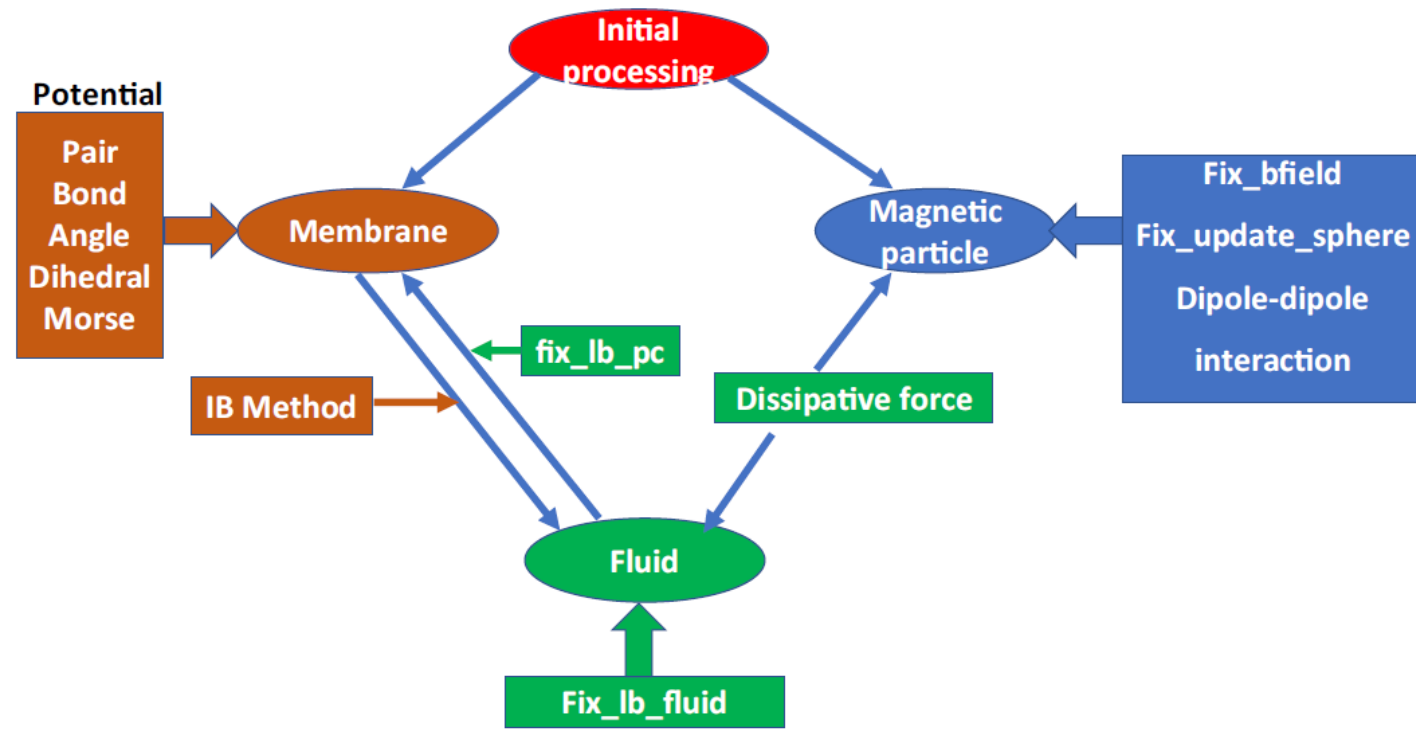 Initial
processing
Potential
Pair
Bond
Angle
Dihedral
Morse
Membrane
Magnetic
particle
Fix_bfield
Fix_update_sphere
Dipole-dipole
interaction
fix_lb_pc
IB Method
Dissipative force
Fluid
Fix_lb_fluid